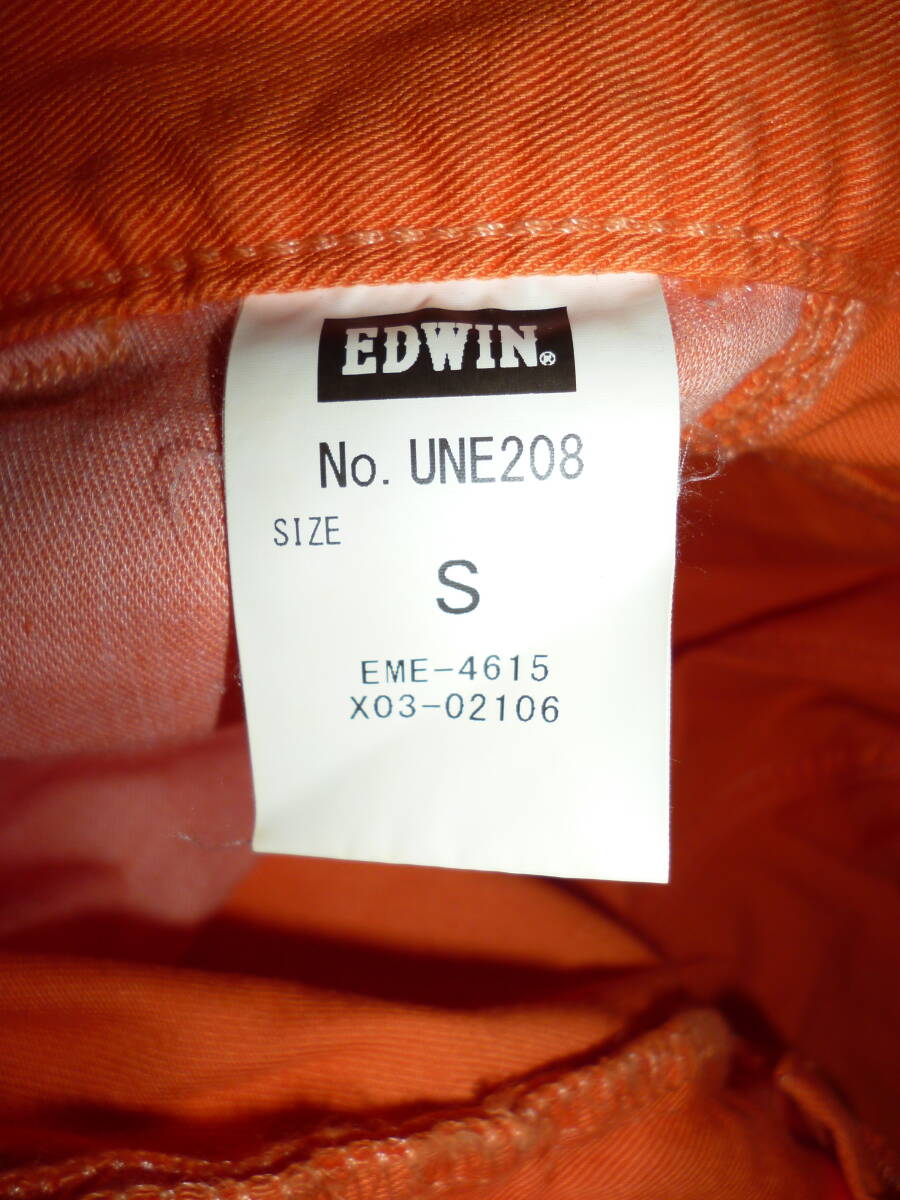 EDWIN®
No. UNE208
SIZE
S
EME-4615
X03-02106